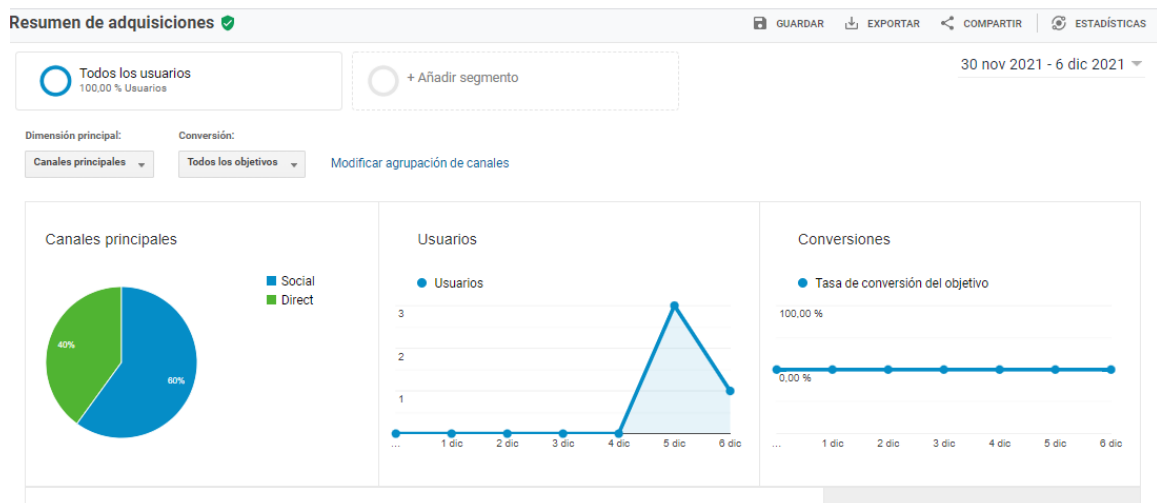 Resumen de adquisiciones
GUARDAR
EXPORTAR
COMPARTIR
ESTADÍSTICAS
Todos los usuarios
100,00 % Usuarios
+ Añadir segmento
30 nov 2021 - 6 dic 2021
Dimensión principal:
Conversión:
Canales principales
Todos los objetivos
Modificar agrupación de canales
Canales principales
Social
Direct
40%
60%
Usuarios
Usuarios
3
2
1
... 1 dic 2 dic 3 dic 4 dic 5 dic 6 dic
Conversiones
Tasa de conversión del objetivo
100,00 %
0,00 %
... 1 dic 2 dic 3 dic 4 dic 5 dic 6 dic